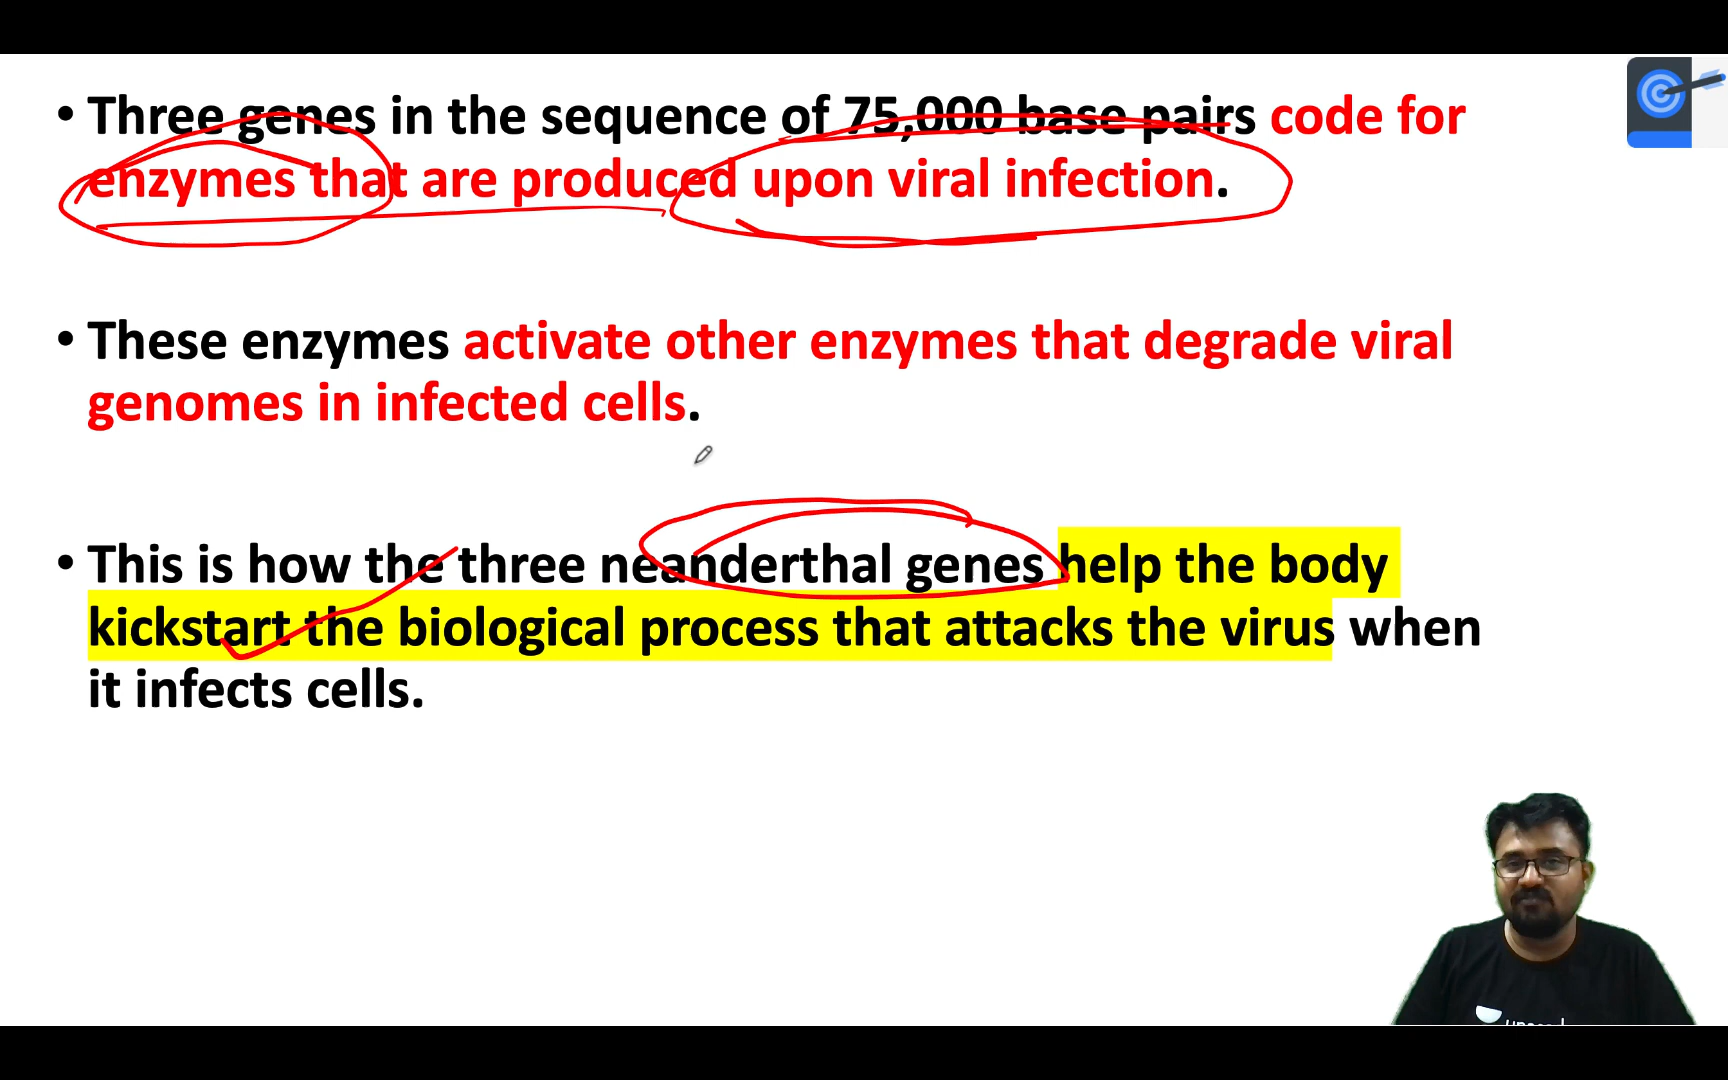 • Three genes in the sequence of 75,000 base pairs code for
enzymes that are produced upon viral infection.
• These enzymes activate other enzymes that degrade viral
genomes in infected cells.
• This is how the three neanderthal genes help the body
kickstart the biological process that attacks the virus when
it infects cells.